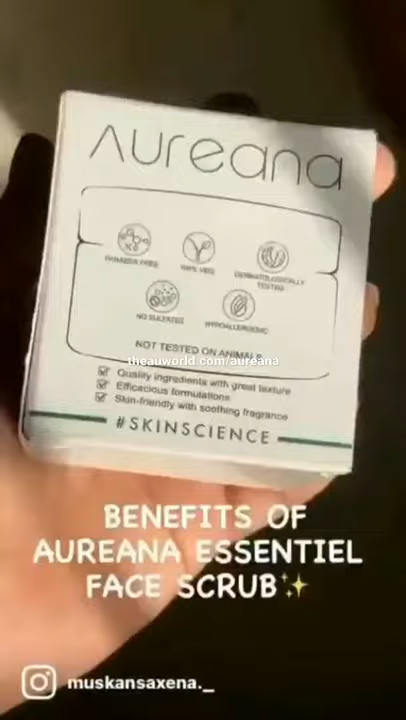 Aureana
PARABEN FREE
100% VEG
DERMATOLOGICALLY
TESTED
NO SULFATES
HYPOALLERGENIC
NOT TESTED ON ANIMALS
theauworld.com/aureana
Quality ingredients with great texture
Efficacious formulations
Skin-friendly with soothing fragrance
#SKINSCIENCE
BENEFITS OF
AUREANA ESSENTIEL
FACE SCRUB✨
muskansaxena._